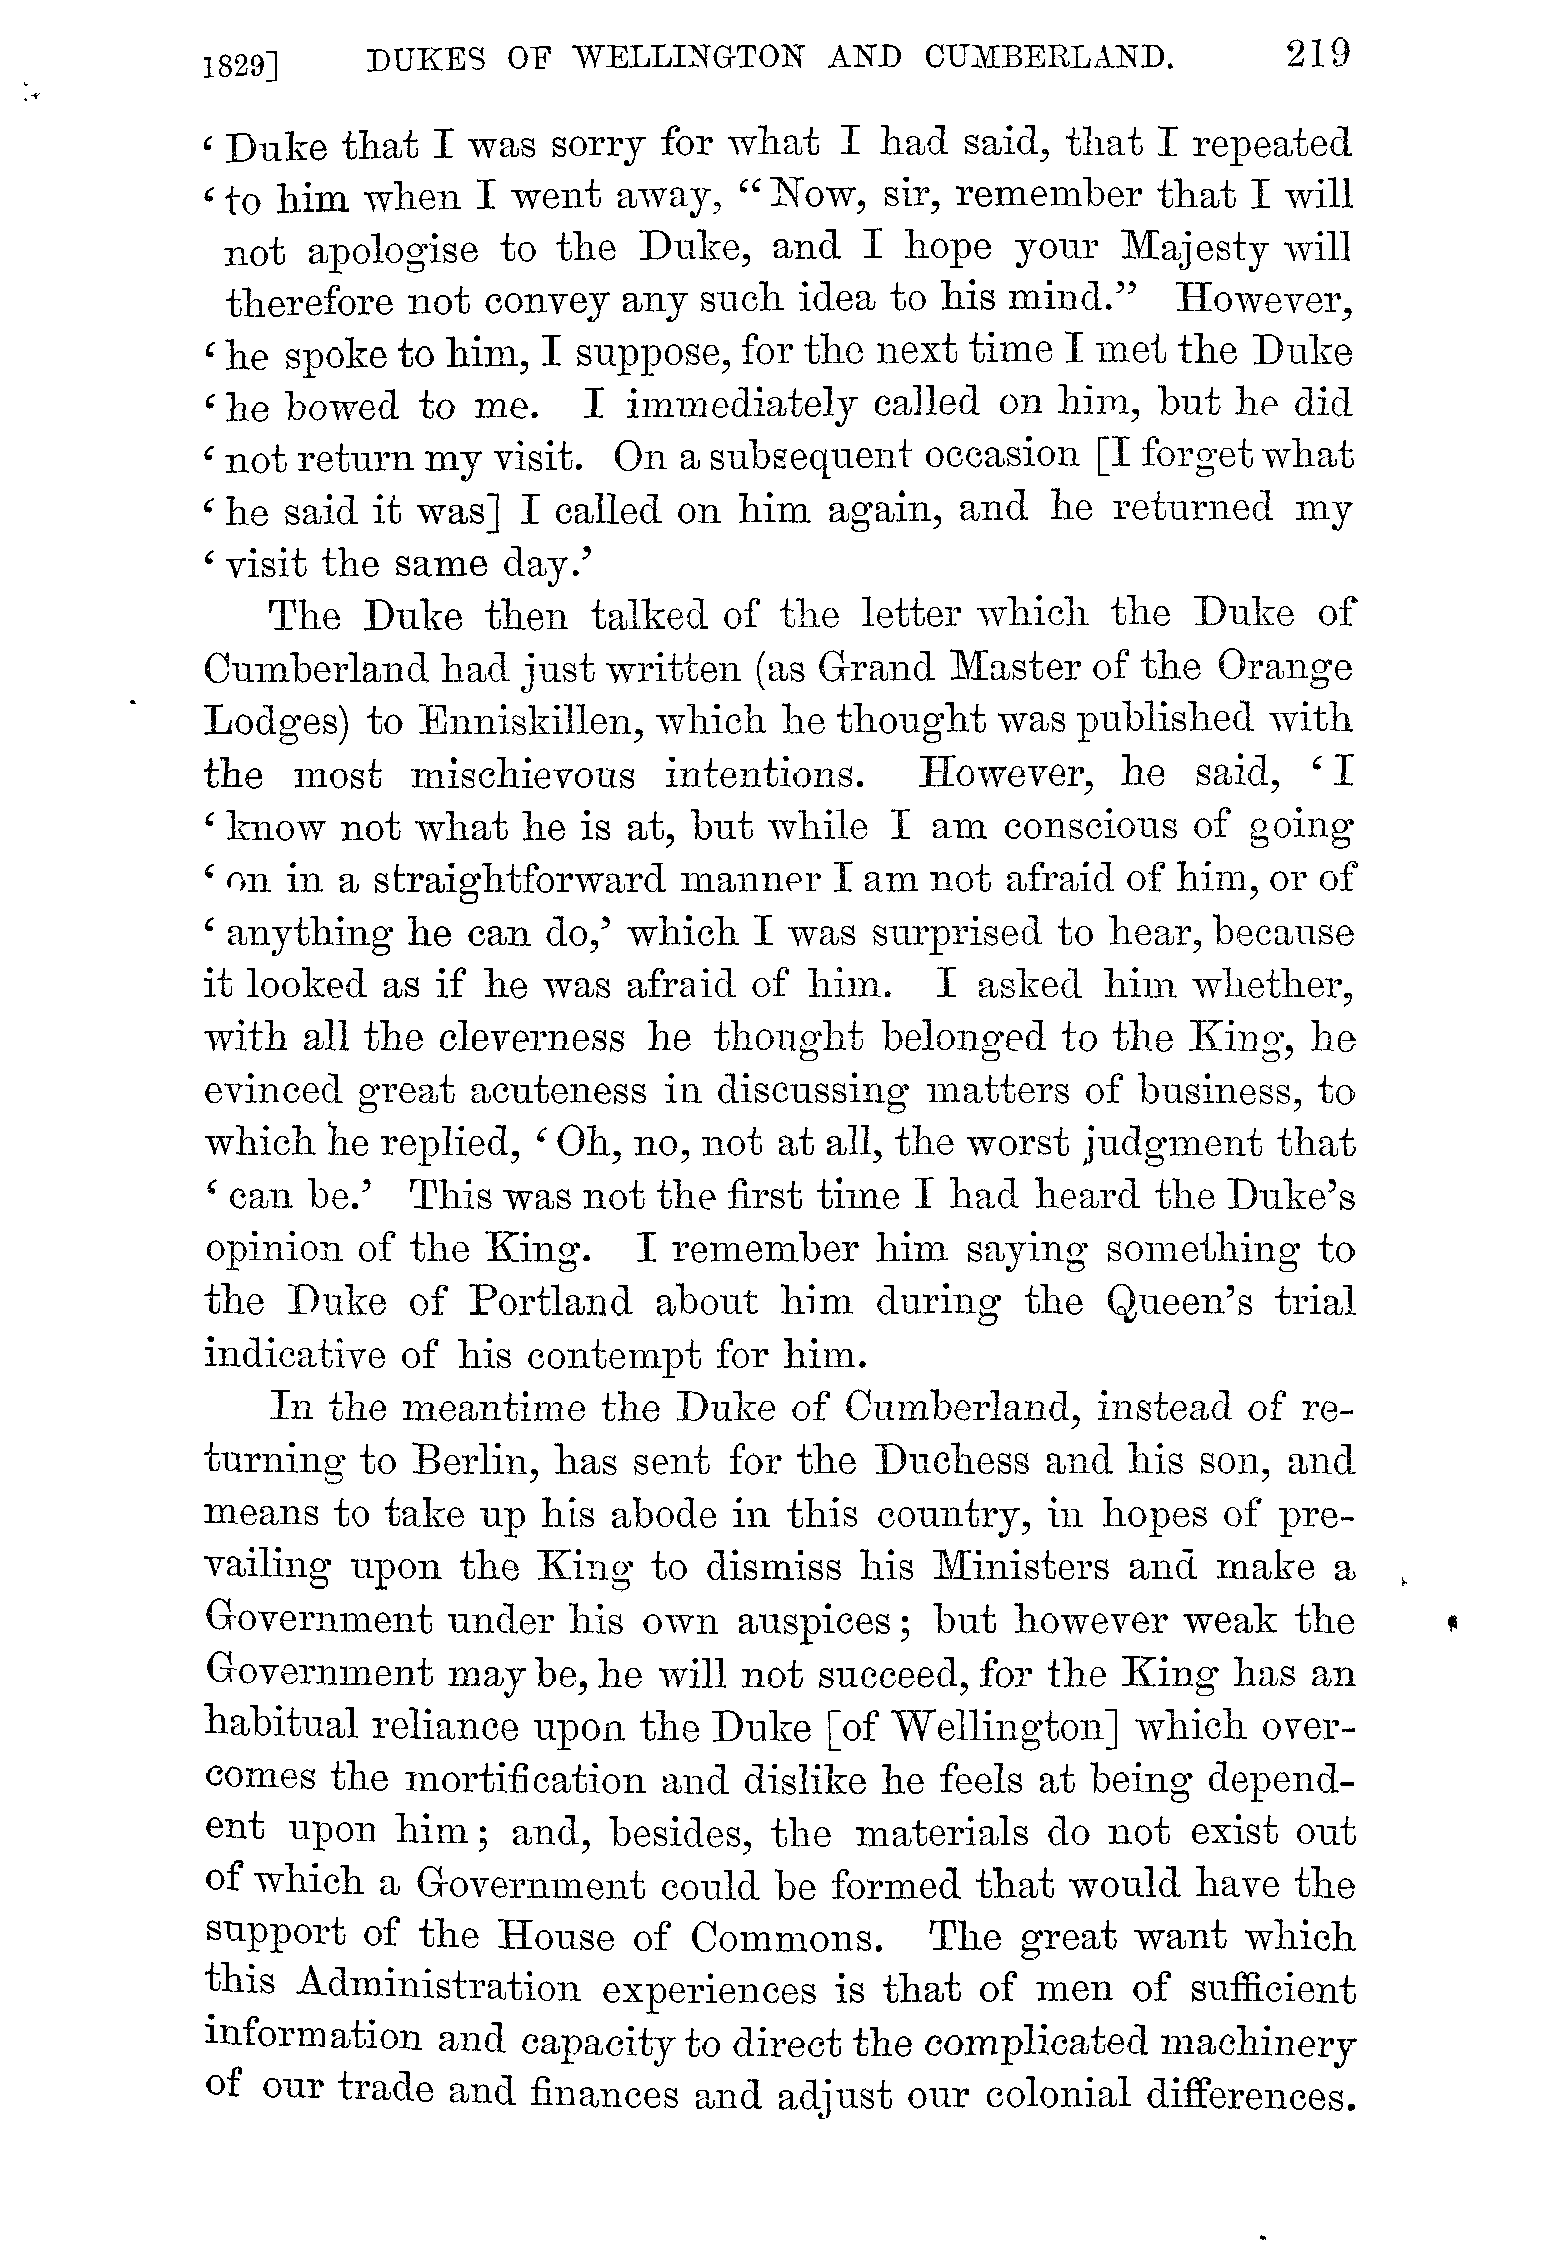 1829] DUKES OF WELLINGTON AND CUMBERLAND. 219
‘ Duke that I was sorry for what I had said, that I repeated
‘ to him when I went away, “ Now, sir, remember that I will
not apologise to the Duke, and I hope your Majesty will
therefore not convey any such idea to his mind.” However,
‘ he spoke to him, I suppose, for the next time I met the Duke
‘ he bowed to me. I immediately called on him, but he did
‘ not return my visit. On a subsequent occasion [I forget what
‘ he said it was] I called on him again, and he returned my
‘ visit the same day.’
The Duke then talked of the letter which the Duke of
Cumberland had just written (as Grand Master of the Orange
Lodges) to Enniskillen, which he thought was published with
the most mischievous intentions. However, he said, ‘ I
‘ know not what he is at, but while I am conscious of going
‘ on in a straightforward manner I am not afraid of him, or of
‘ anything he can do,’ which I was surprised to hear, because
it looked as if he was afraid of him. I asked him whether,
with all the cleverness he thought belonged to the King, he
evinced great acuteness in discussing matters of business, to
which he replied, ‘ Oh, no, not at all, the worst judgment that
‘ can be.’ This was not the first time I had heard the Duke’s
opinion of the King. I remember him saying something to
the Duke of Portland about him during the Queen’s trial
indicative of his contempt for him.
In the meantime the Duke of Cumberland, instead of re-
turning to Berlin, has sent for the Duchess and his son, and
means to take up his abode in this country, in hopes of pre-
vailing upon the King to dismiss his Ministers and make a
Government under his own auspices ; but however weak the
Government may be, he will not succeed, for the King has an
habitual reliance upon the Duke [of Wellington] which over-
comes the mortification and dislike he feels at being depend-
ent upon him ; and, besides, the materials do not exist out
of which a Government could be formed that would have the
support of the House of Commons. The great want which
this Administration experiences is that of men of sufficient
information and capacity to direct the complicated machinery
of our trade and finances and adjust our colonial differences.